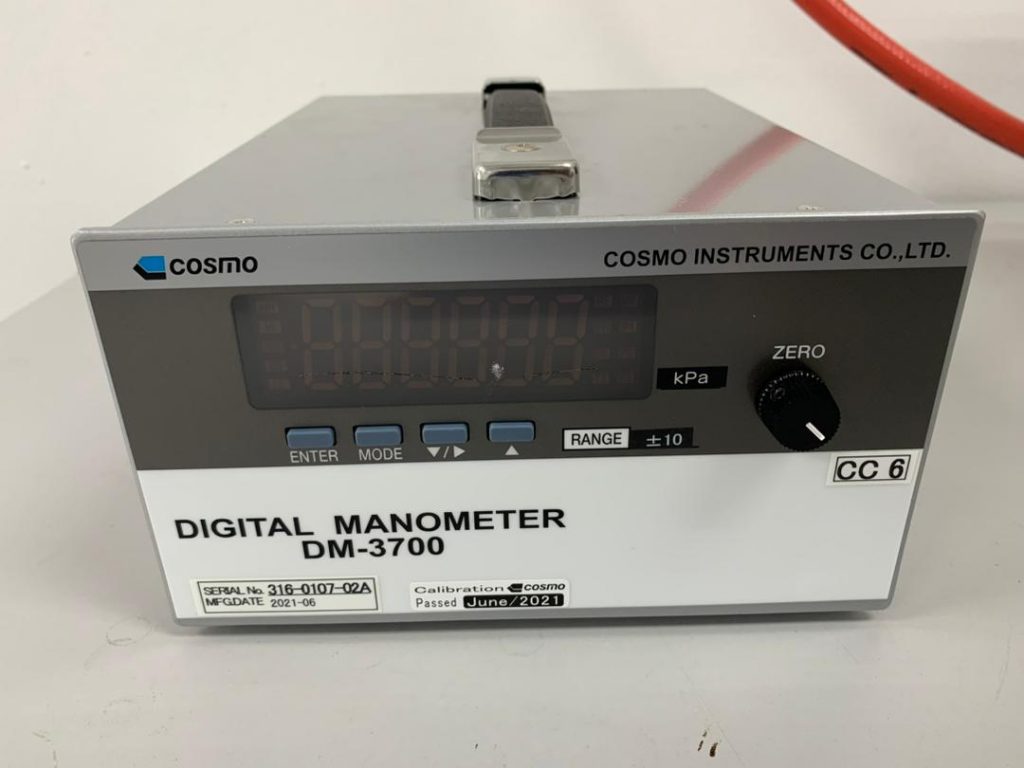 COSMO
COSMO INSTRUMENTS CO.,LTD.
ZERO
kPa
ENTER MODE ▼/▶ ▲
RANGE ±10
CC 6
DIGITAL MANOMETER
DM-3700
SERIAL No. 316-0107-02A
MFG.DATE 2021-06
Calibration COSMO
Passed June/2021